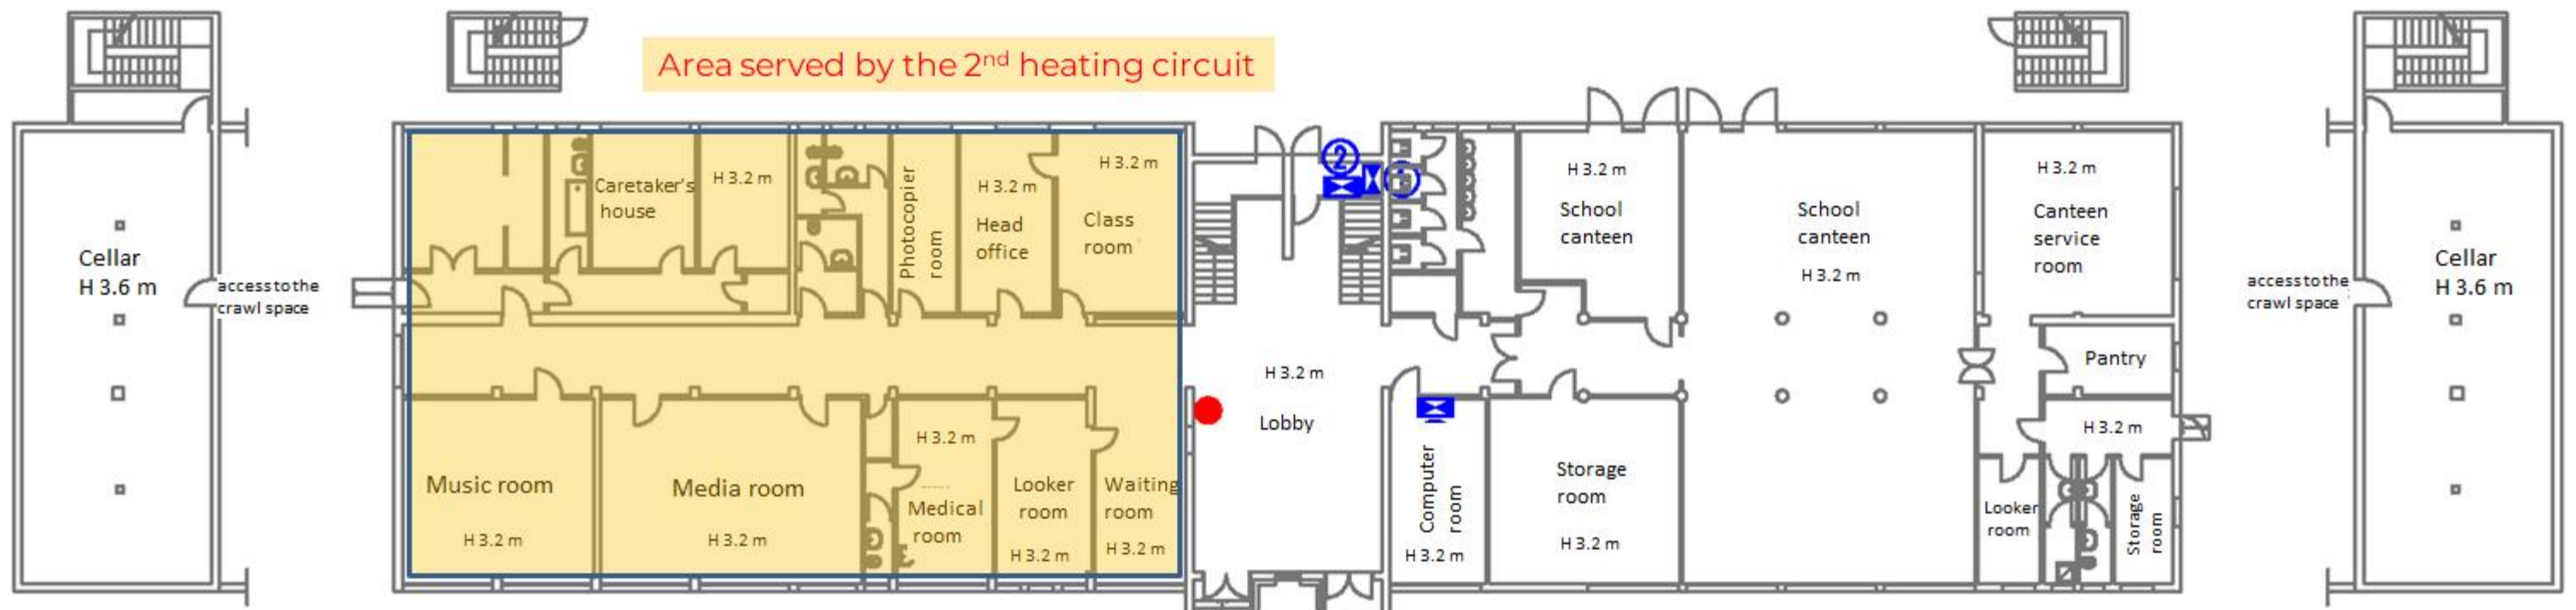 Area served by the 2nd heating circuit
Cellar
H 3.6 m
access to the
crawl space
Caretaker's
house
H 3.2 m
Photocopier
room
H 3.2 m
Head
office
H 3.2 m
Class
room
Music room
H 3.2 m
Media room
H 3.2 m
H 3.2 m
Medical
room
Looker
room
H 3.2 m
Waiting
room
H 3.2 m
2
H 3.2 m
Lobby
H 3.2 m
School
canteen
School
canteen
H 3.2 m
H 3.2 m
Canteen
service
room
Pantry
H 3.2 m
Computer
room
H 3.2 m
Storage
room
H 3.2 m
Looker
room
Storage
room
access to the
crawl space
Cellar
H 3.6 m